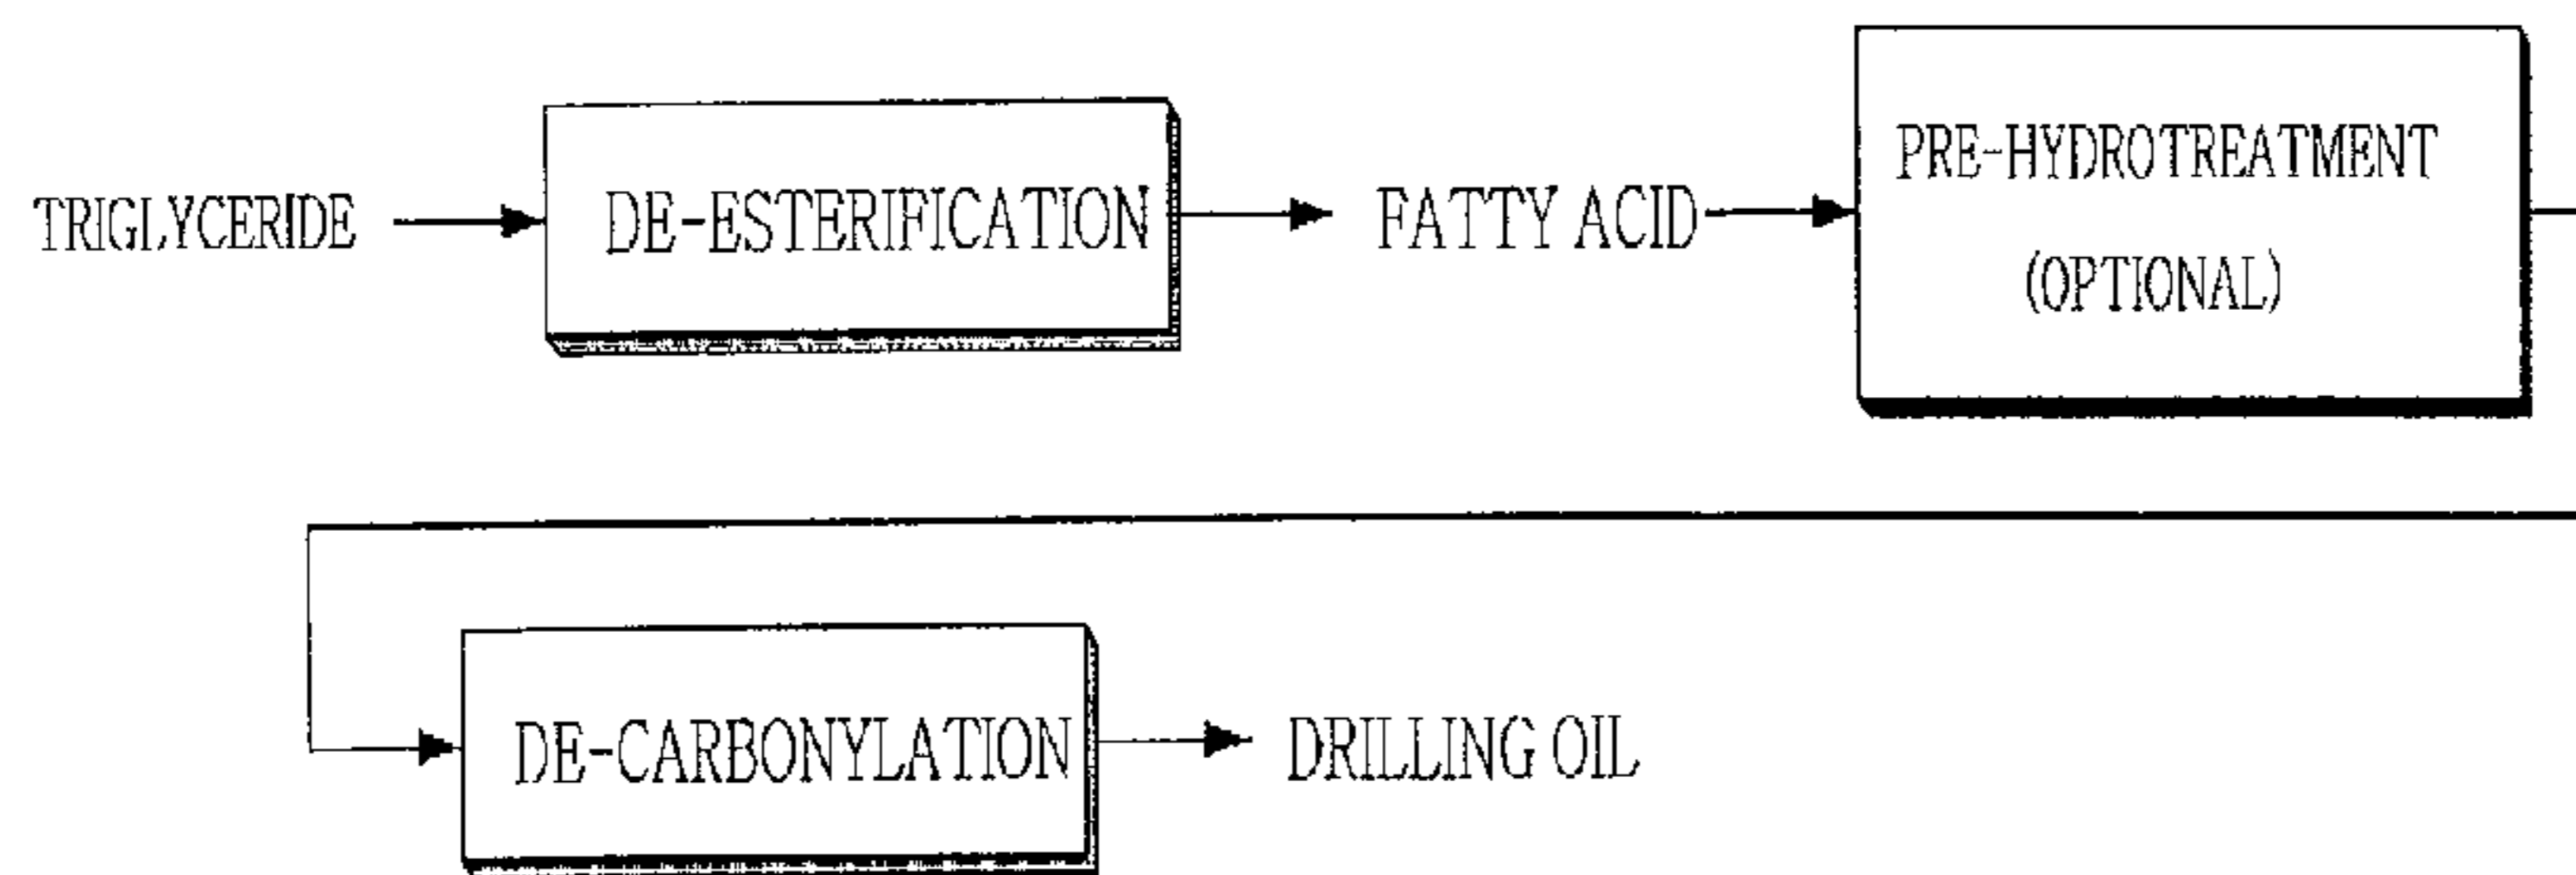 TRIGLYCERIDE
DE-ESTERIFICATION
FATTY ACID
PRE-HYDROTREATMENT
(OPTIONAL)
DE-CARBONYLATION
DRILLING OIL